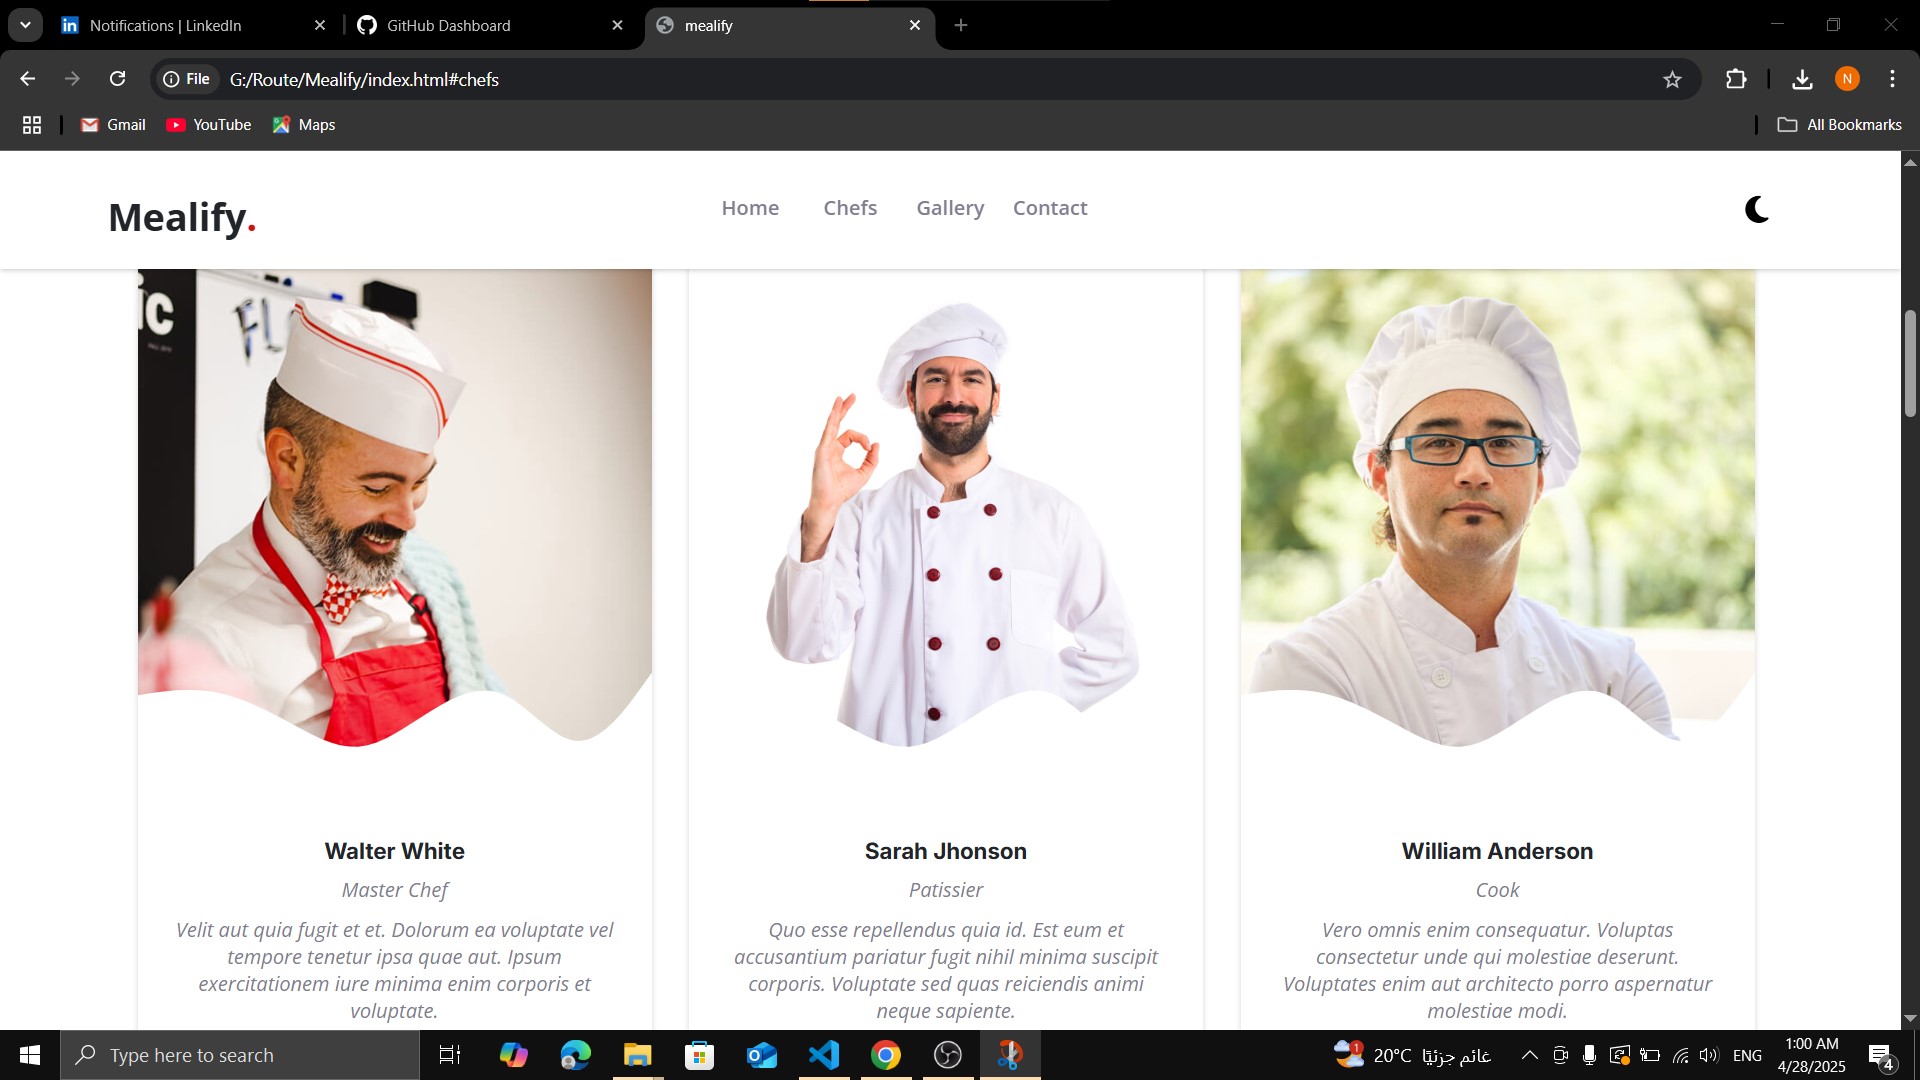 Notifications | LinkedIn
GitHub Dashboard
mealify
File
G:/Route/Mealify/index.html#chefs
N
Gmail
YouTube
Maps
All Bookmarks
Mealify.
Home
Chefs
Gallery
Contact
ic
FL
Walter White
Master Chef
Velit aut quia fugit et et. Dolorum ea voluptate vel
tempore tenetur ipsa quae aut. Ipsum
exercitationem iure minima enim corporis et
voluptate.
Sarah Jhonson
Patissier
Quo esse repellendus quia id. Est eum et
accusantium pariatur fugit nihil minima suscipit
corporis. Voluptate sed quas reiciendis animi
neque sapiente.
William Anderson
Cook
Vero omnis enim consequatur. Voluptas
consectetur unde qui molestiae deserunt.
Voluptates enim aut architecto porro aspernatur
molestiae modi.
Type here to search
1
20°C غائم جزئيًا
ENG
1:00 AM
4/28/2025
4